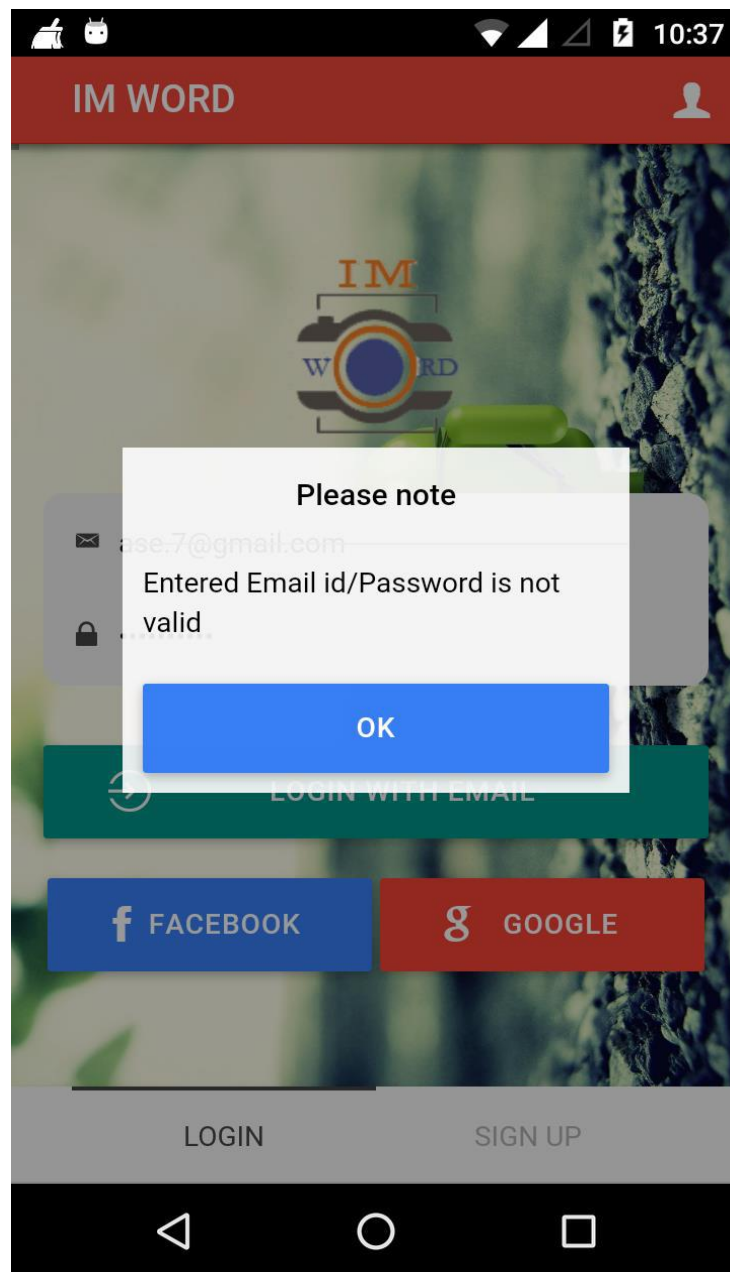 10:37
IM WORD
IM
W RD
Please note
ase.7@gmail.com
Entered Email id/Password is not
valid
OK
LOGIN WITH EMAIL
f FACEBOOK
g GOOGLE
LOGIN SIGN UP